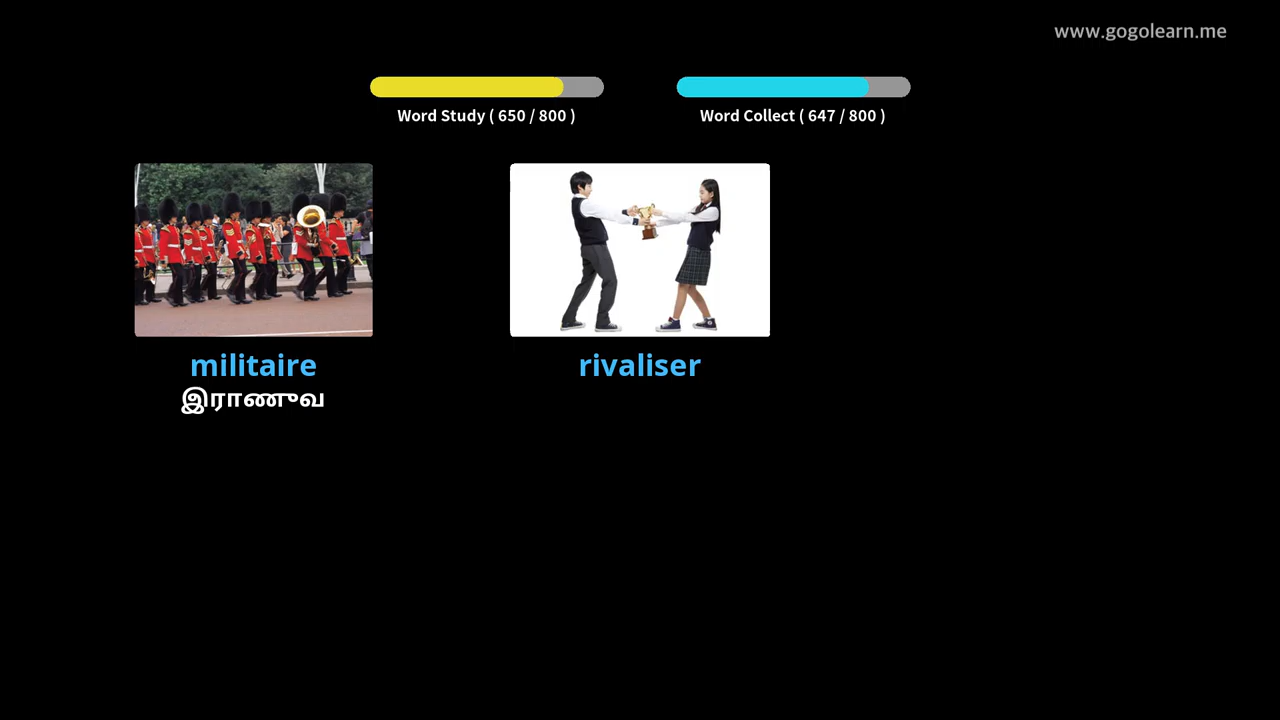 www.gogolearn.me
Word Study ( 650 / 800 )
Word Collect ( 647 / 800 )
militaire
இராணுவ
rivaliser